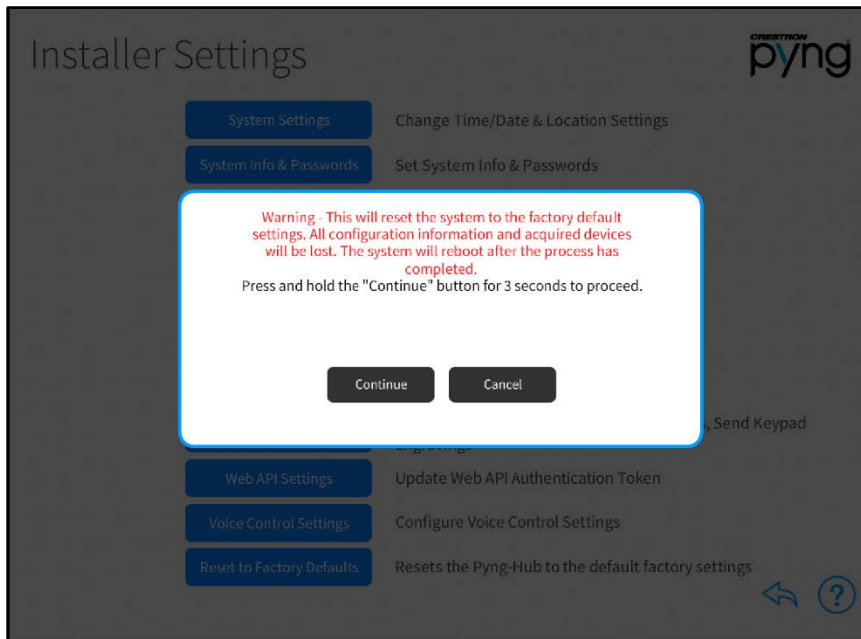 CRESTRON
pyng
Installer Settings
System Settings
Change Time/Date & Location Settings
System Info & Passwords
Set System Info & Passwords
Warning - This will reset the system to the factory default
settings. All configuration information and acquired devices
will be lost. The system will reboot after the process has
completed.
Press and hold the "Continue" button for 3 seconds to proceed.
Continue
Cancel
, Send Keypad
Engravings
Web API Settings
Update Web API Authentication Token
Voice Control Settings
Configure Voice Control Settings
Reset to Factory Defaults
Resets the Pyng-Hub to the default factory settings
?